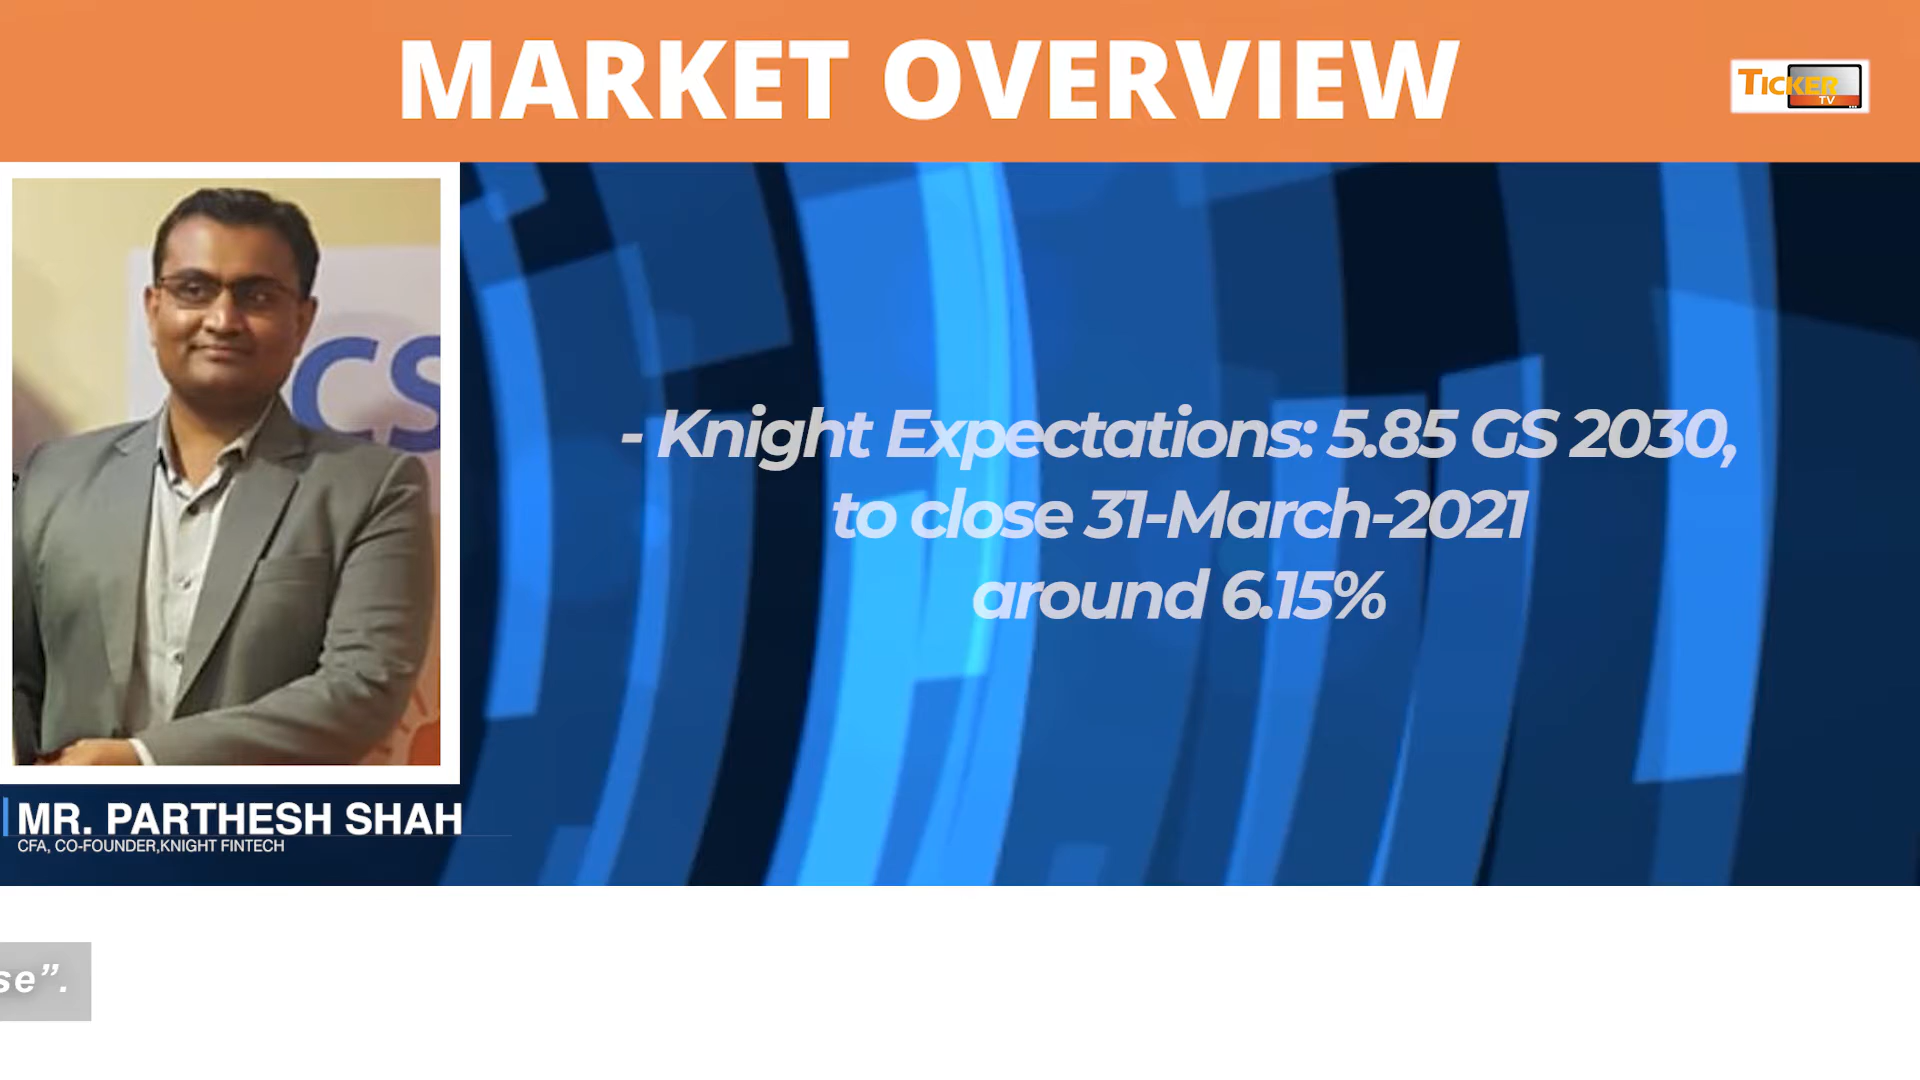 MARKET OVERVIEW
TICKER
TV
CS
- Knight Expectations: 5.85 GS 2030,
to close 31-March-2021
around 6.15%
MR. PARTHESH SHAH
CFA, CO-FOUNDER,KNIGHT FINTECH
se”.